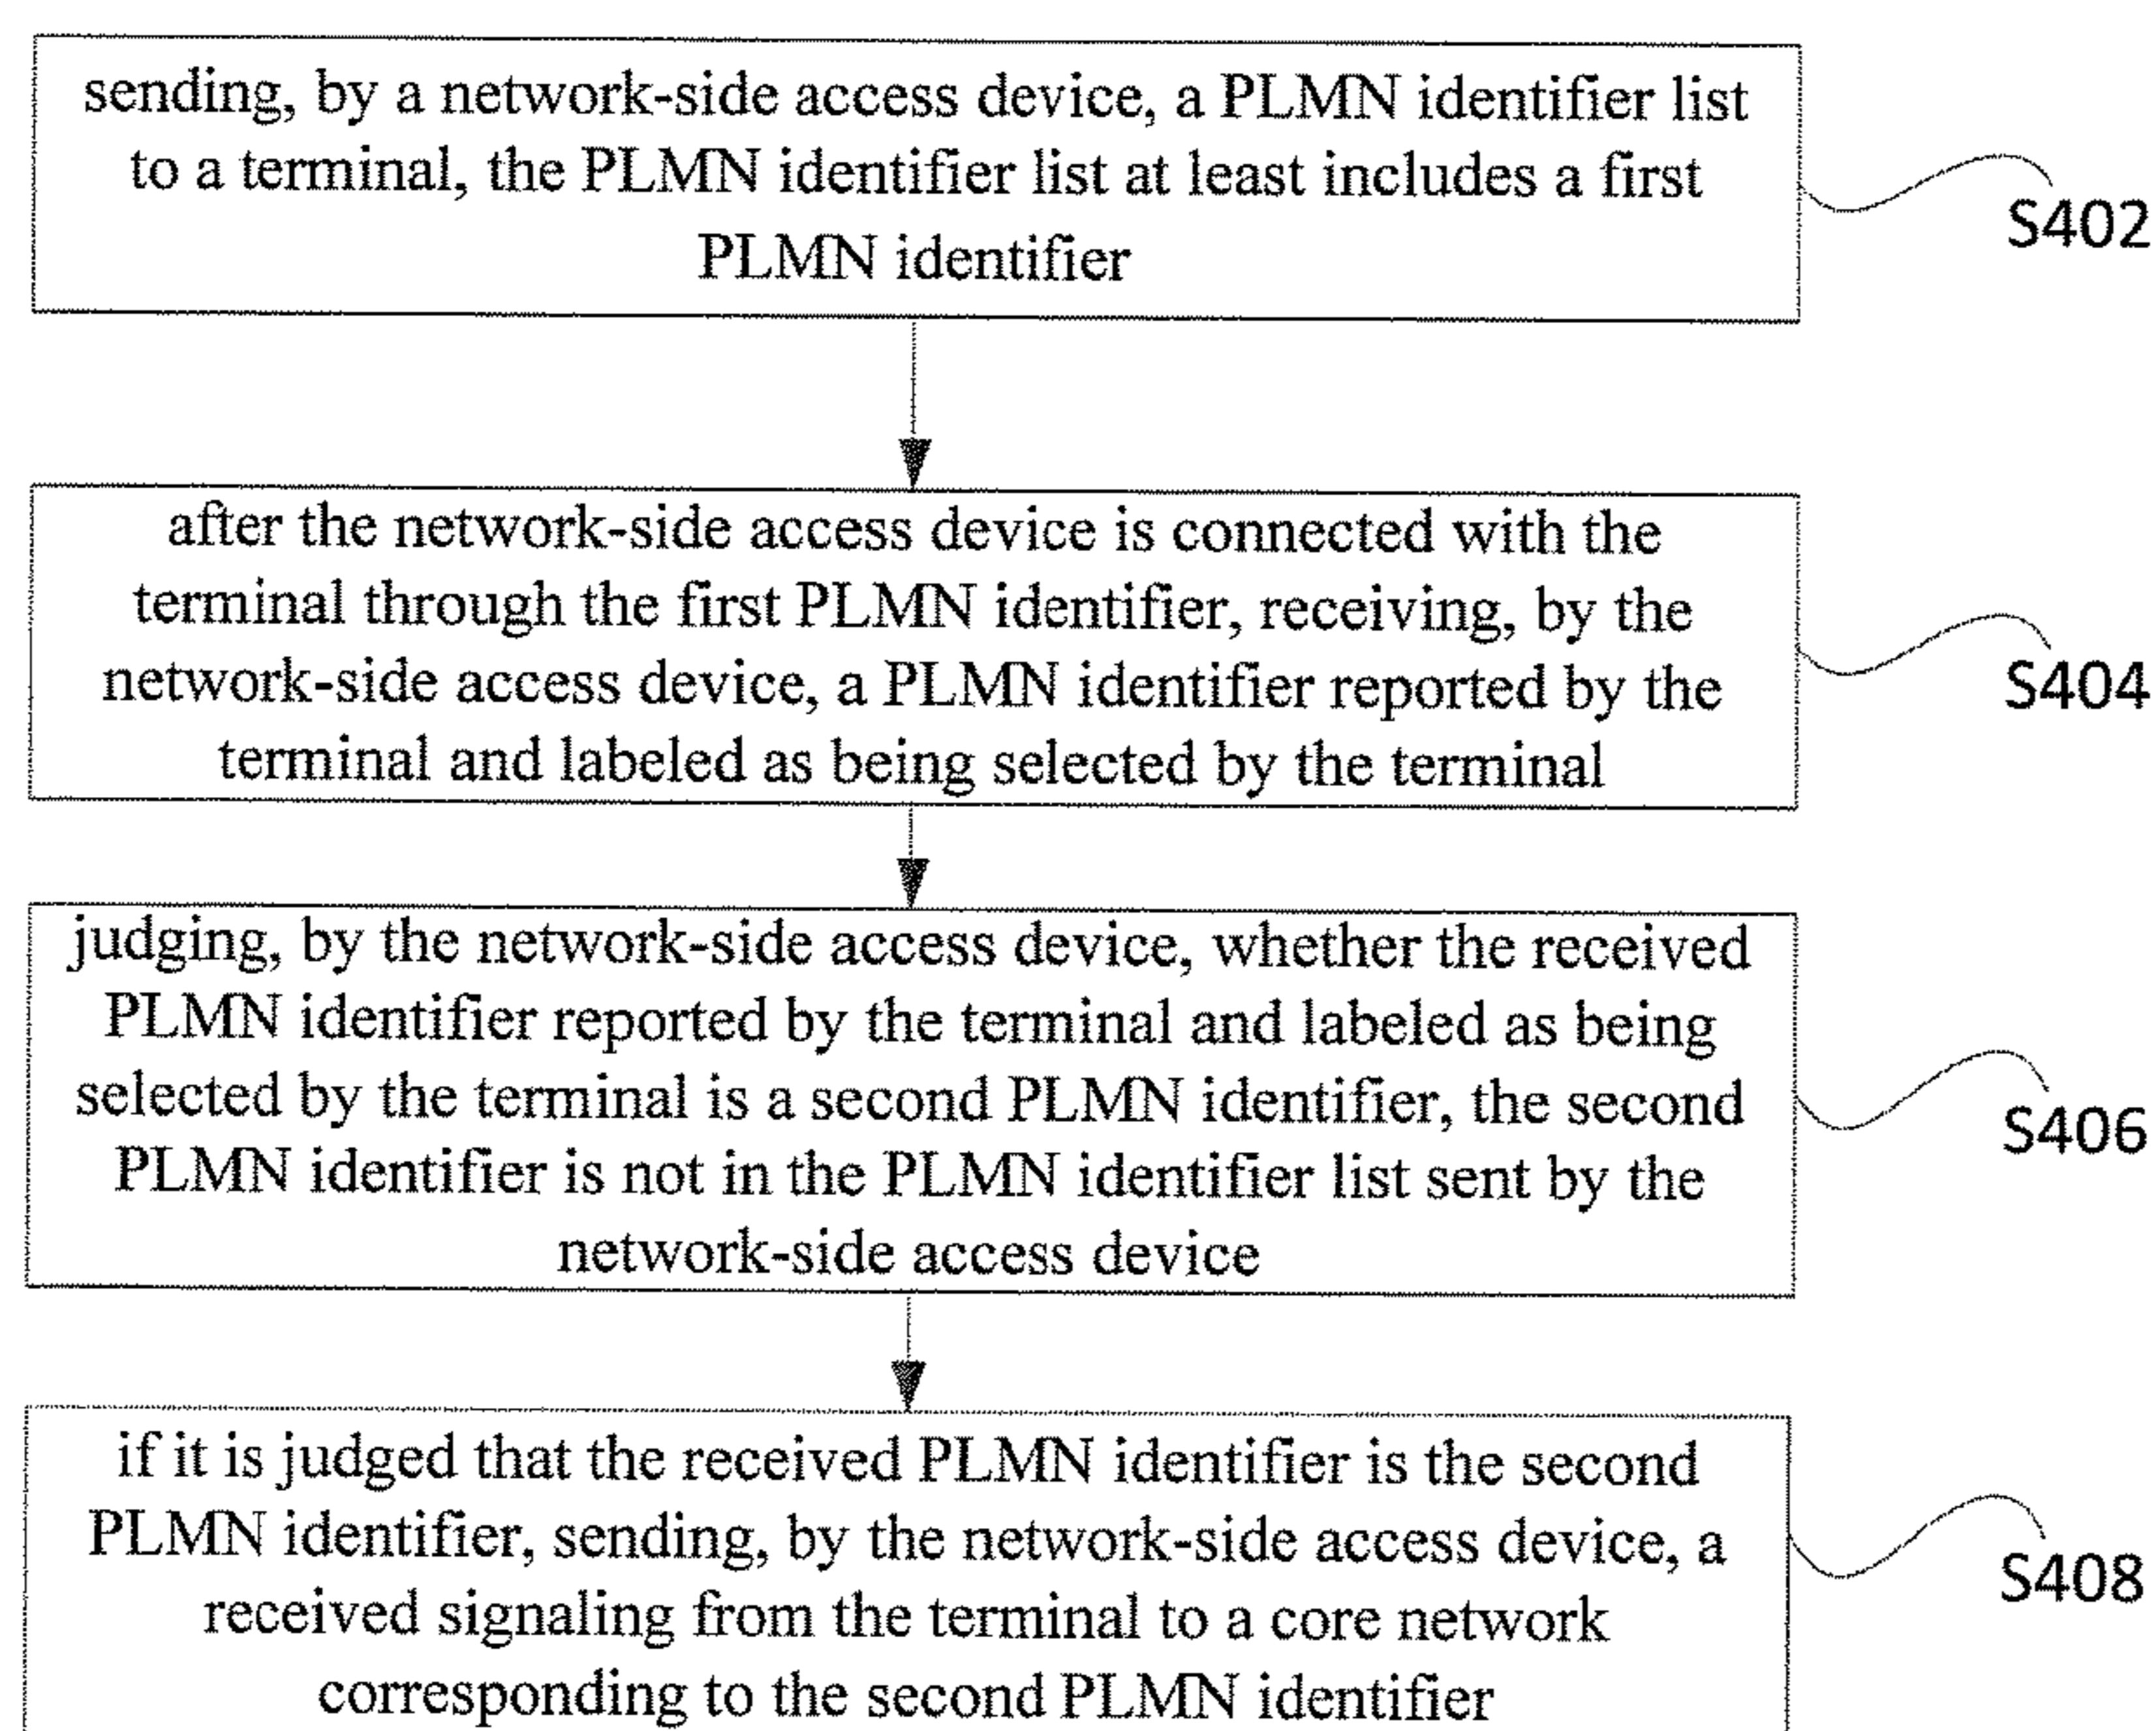 sending, by a network-side access device, a PLMN identifier list
to a terminal, the PLMN identifier list at least includes a first
PLMN identifier
S402
after the network-side access device is connected with the
terminal through the first PLMN identifier, receiving, by the
network-side access device, a PLMN identifier reported by the
terminal and labeled as being selected by the terminal
S404
judging, by the network-side access device, whether the received
PLMN identifier reported by the terminal and labeled as being
selected by the terminal is a second PLMN identifier, the second
PLMN identifier is not in the PLMN identifier list sent by the
network-side access device
S406
if it is judged that the received PLMN identifier is the second
PLMN identifier, sending, by the network-side access device, a
received signaling from the terminal to a core network
corresponding to the second PLMN identifier
S408